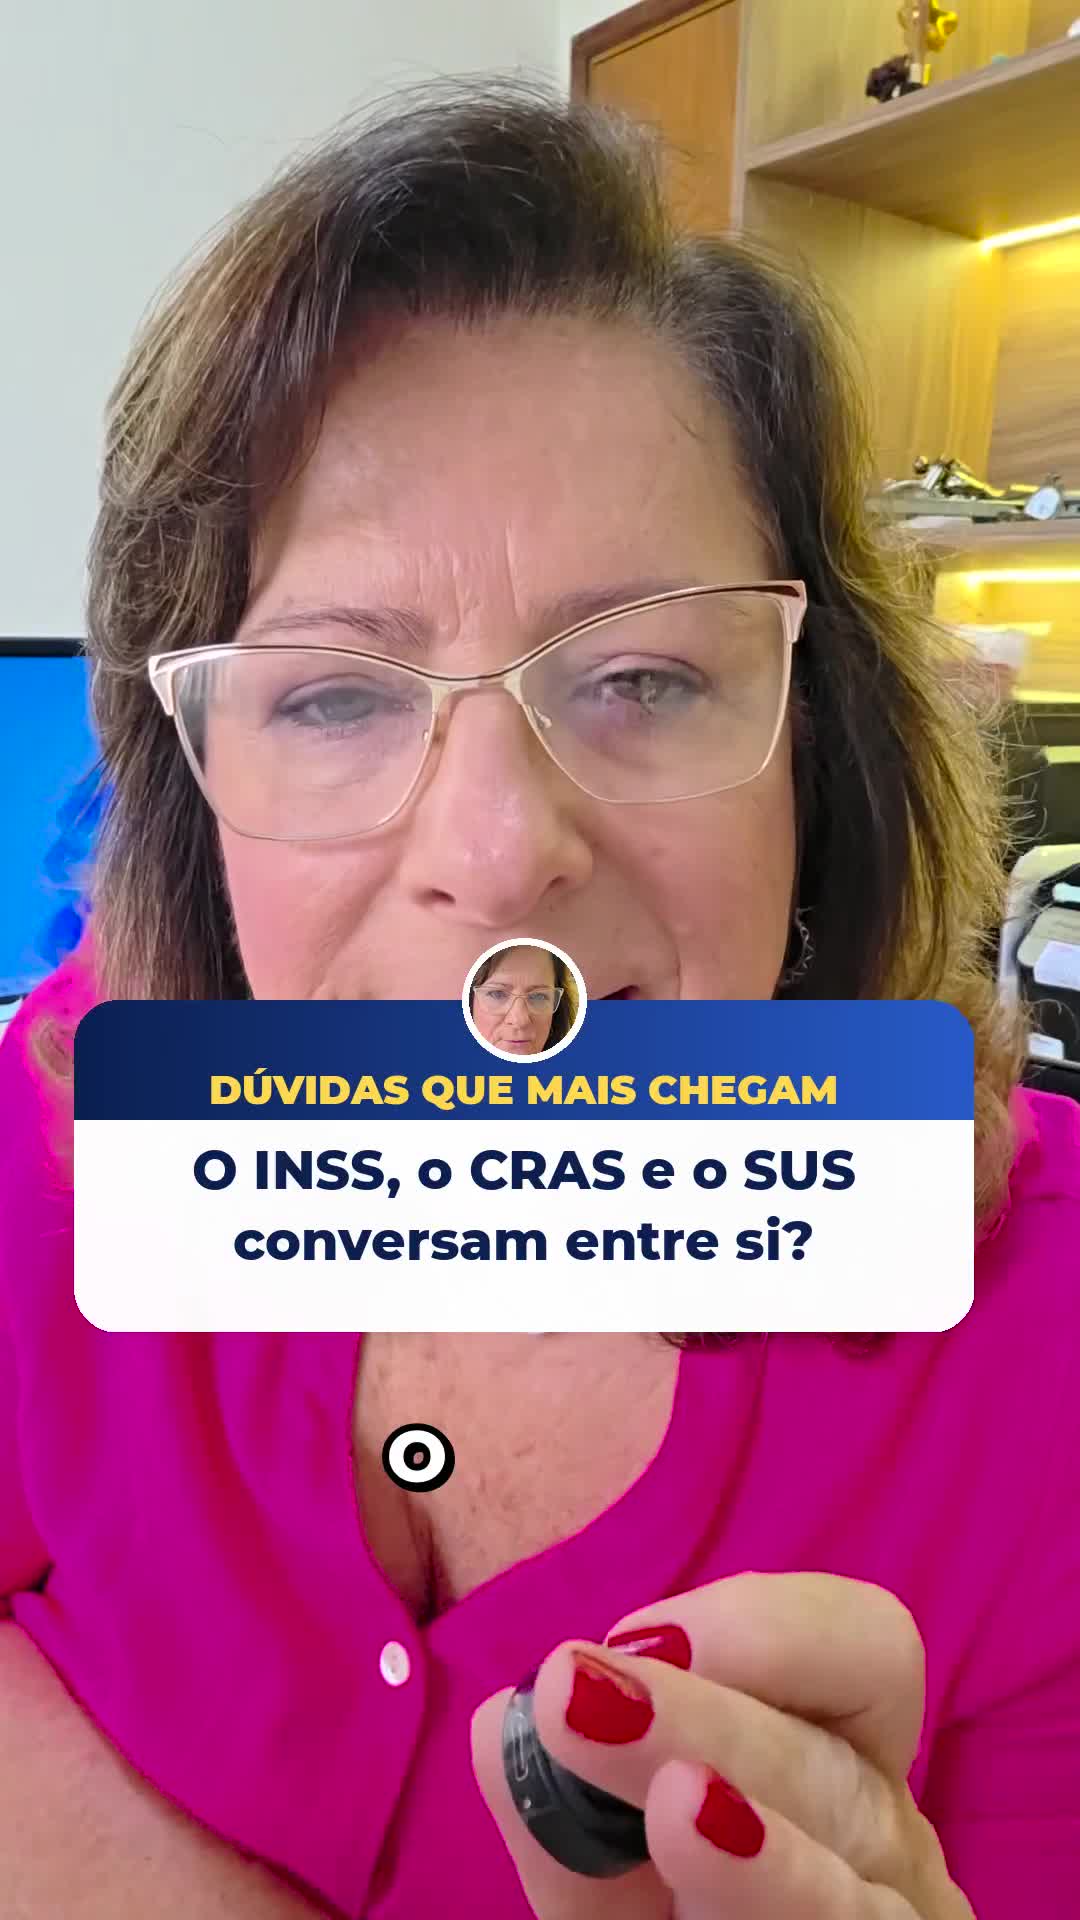 DÚVIDAS QUE MAIS CHEGAM
O INSS, o CRAS e o SUS
conversam entre si?
O